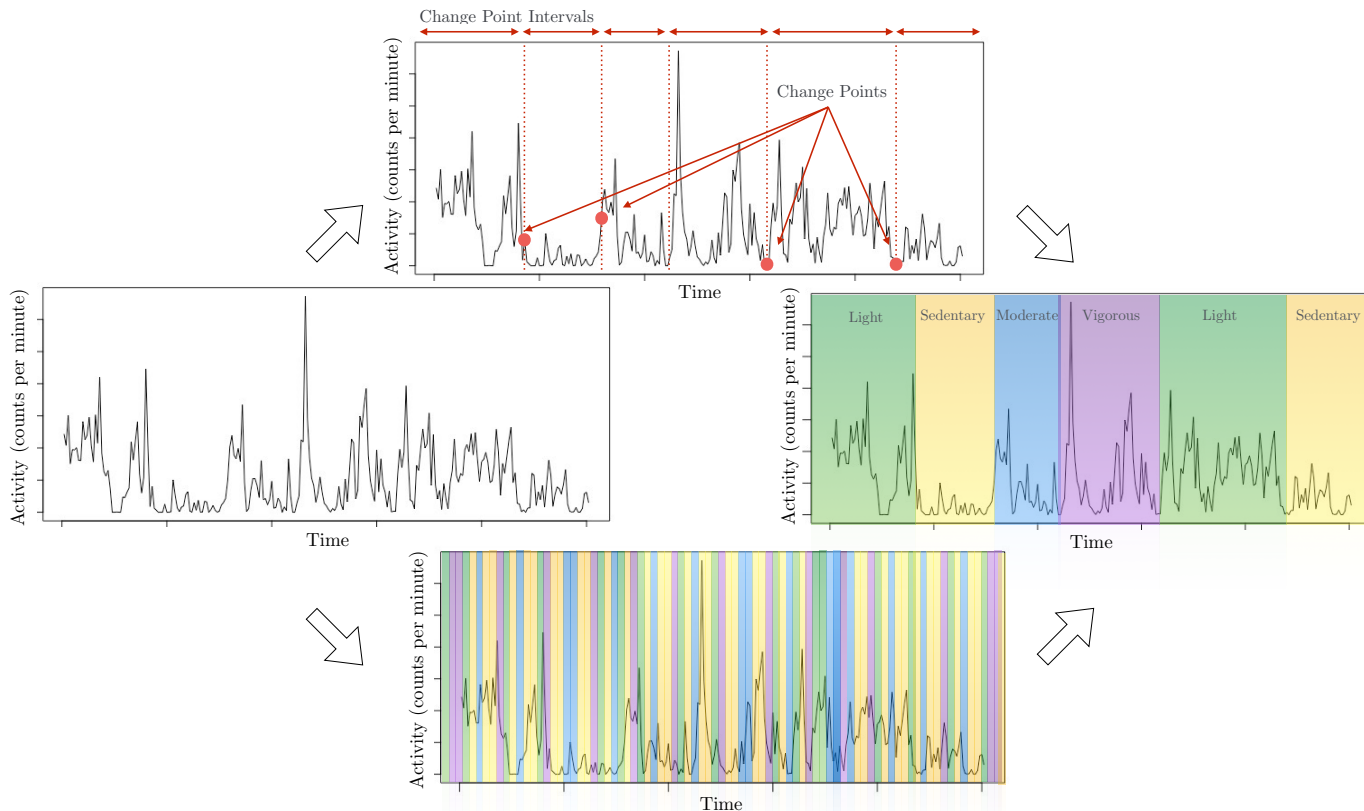 Change Point Intervals
Activity (counts per minute)
Change Points
Time
Activity (counts per minute)
Time
Activity (counts per minute)
Light
Sedentary
Moderate
Vigorous
Light
Sedentary
Time
Activity (counts per minute)
Time